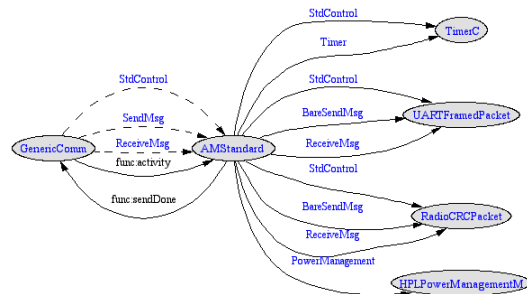 StdControl
Timer
TimerC
StdControl
StdControl
SendMsg
BareSendMsg
UARTFramedPacket
ReceiveMsg
ReceiveMsg
GenericComm
AMStandard
func:activity
StdControl
func:sendDone
BareSendMsg
RadioCRCPacket
ReceiveMsg
PowerManagement
HPLPowerManagementM